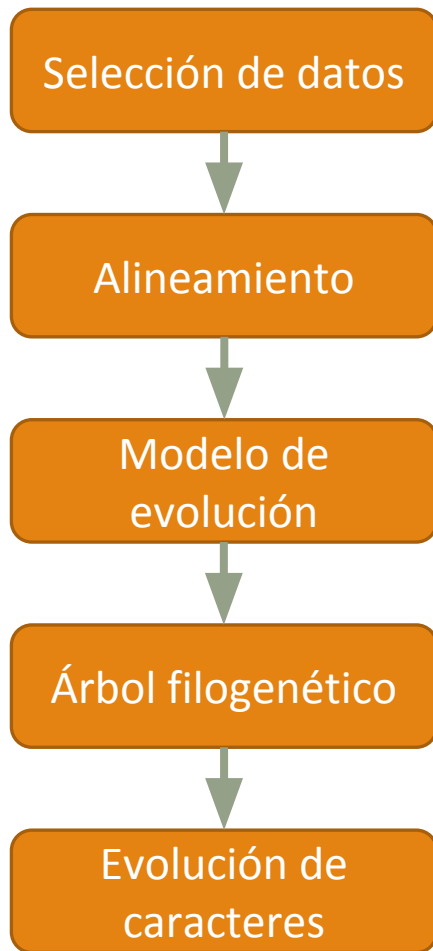 Selección de datos
Alineamiento
Modelo de
evolución
Árbol filogenético
Evolución de
caracteres